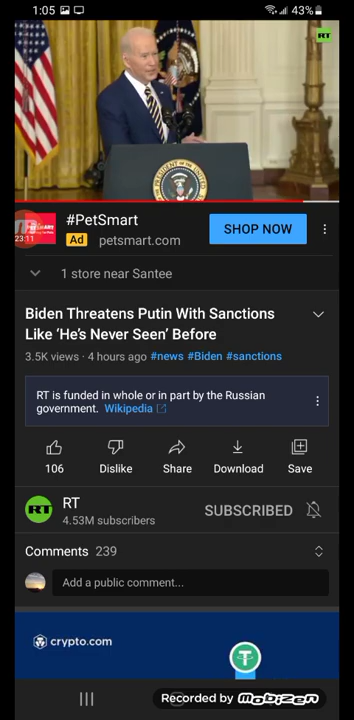 1:05
43%
RT
#PetSmart
Ad petsmart.com
SHOP NOW
PETSMART
23:11
1 store near Santee
Biden Threatens Putin With Sanctions
Like ‘He's Never Seen’ Before
3.5K views · 4 hours ago #news #Biden #sanctions
RT is funded in whole or in part by the Russian
government. Wikipedia
106 Dislike Share Download Save
RT
RT
4.53M subscribers
SUBSCRIBED
Comments 239
Add a public comment...
crypto.com
Recorded by mobizen